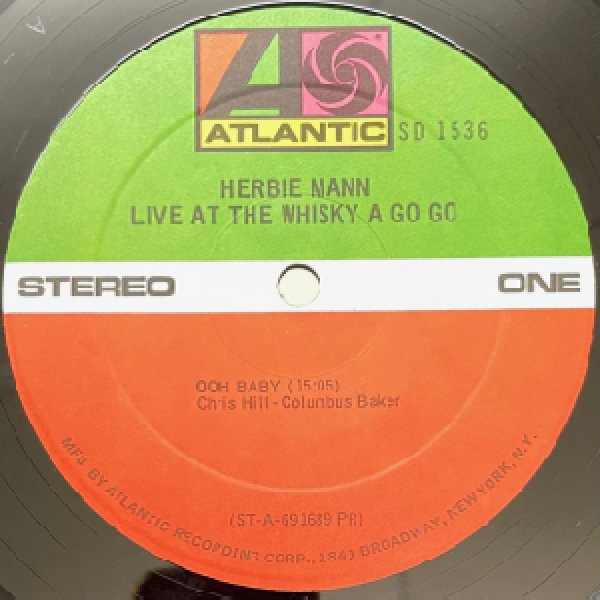 ATLANTIC
SD 1536
HERBIE MANN
LIVE AT THE WHISKY A GO GO
STEREO
ONE
OOH BABY (15:05)
Chris Hill - Columbus Baker
(ST-A-691689 PR)
MFG. BY ATLANTIC RECORDING CORP., 1841 BROADWAY, NEW YORK, N.Y.